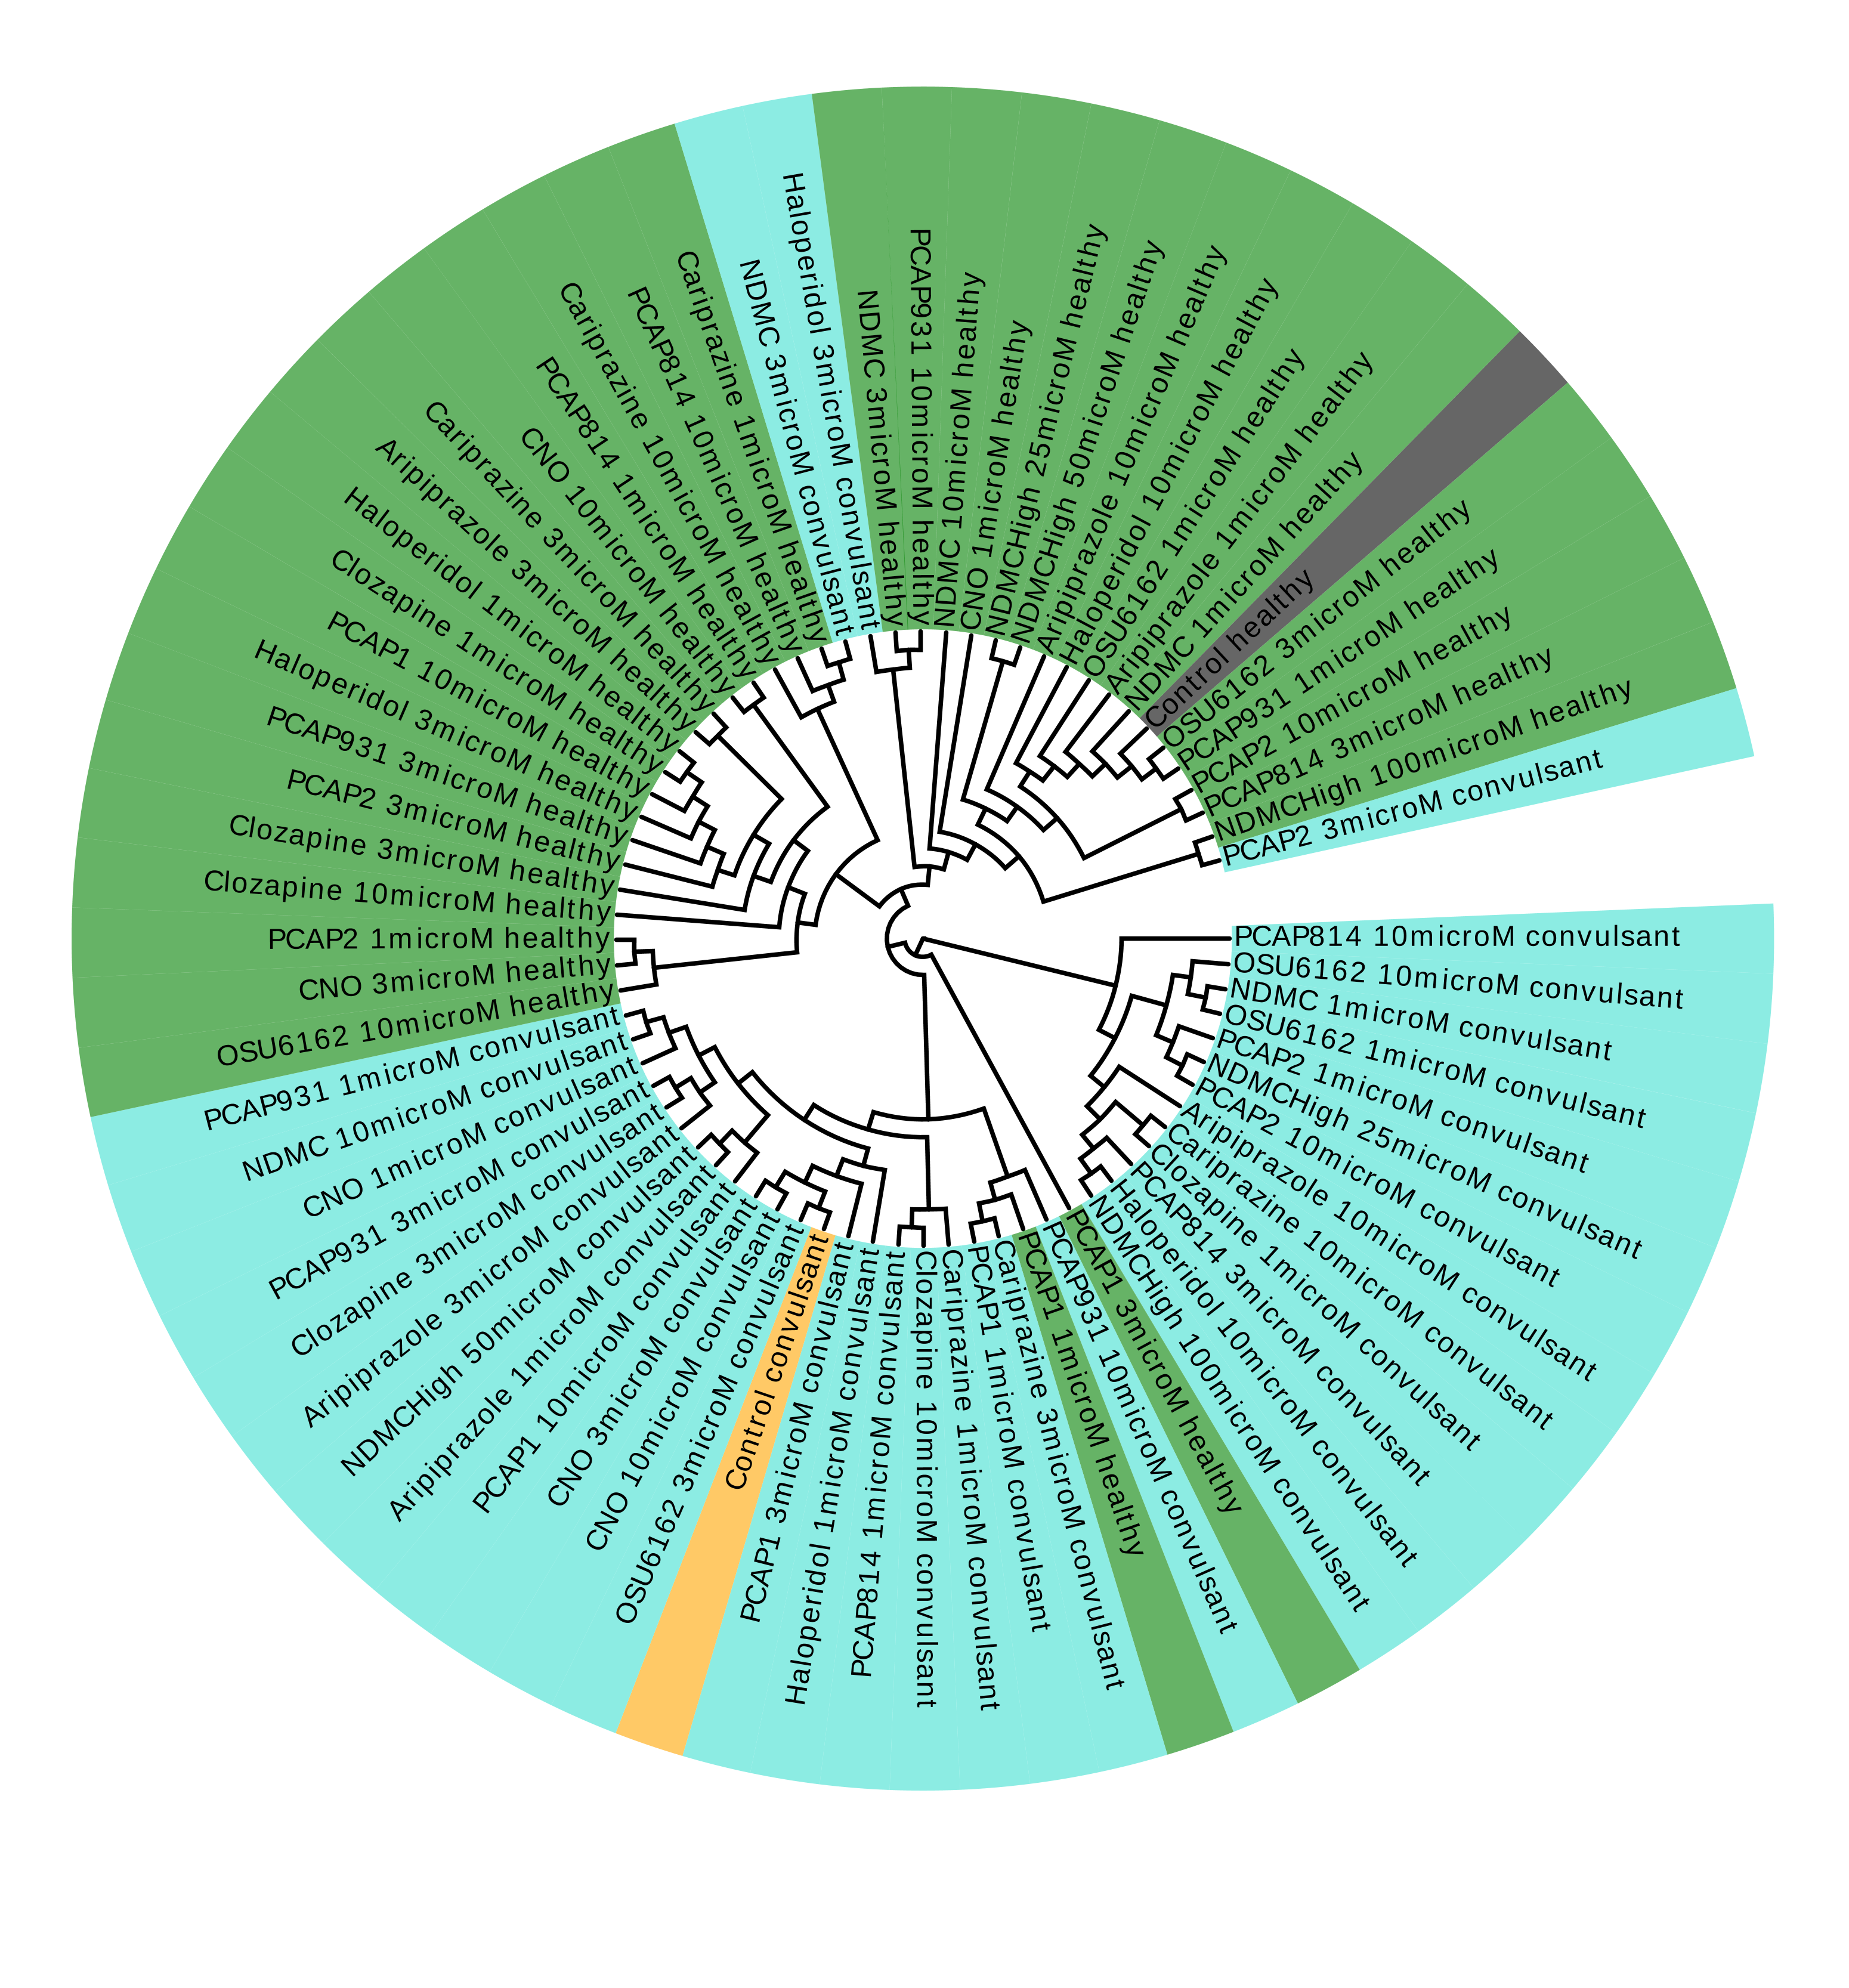 Haloperidol 3microM convulsant
NDMC 3microM healthy
PCAP931 10microM healthy
NDMC 10microM healthy
CNO 1microM healthy
NDMCHigh 25microM healthy
NDMCHigh 50microM healthy
Aripiprazole 10microM healthy
Haloperidol 10microM healthy
OSU6162 1microM healthy
Aripiprazole 1microM healthy
NDMC 1microM healthy
Control healthy
OSU6162 3microM healthy
PCAP931 1microM healthy
PCAP2 10microM healthy
PCAP814 3microM healthy
NDMCHigh 100microM healthy
PCAP2 3microM convulsant
PCAP814 10microM convulsant
OSU6162 10microM convulsant
NDMC 1microM convulsant
OSU6162 1microM convulsant
PCAP2 1microM convulsant
NDMCHigh 25microM convulsant
PCAP2 10microM convulsant
Aripiprazole 10microM convulsant
Cariprazine 10microM convulsant
Clozapine 1microM convulsant
PCAP814 3microM convulsant
Haloperidol 10microM convulsant
NDMCHigh 100microM convulsant
PCAP1 3microM healthy
PCAP931 10microM convulsant
PCAP1 1microM healthy
Cariprazine 3microM convulsant
PCAP1 1microM convulsant
Cariprazine 1microM convulsant
Clozapine 10microM convulsant
PCAP814 1microM convulsant
Haloperidol 1microM convulsant
PCAP1 3microM convulsant
Control convulsant
OSU6162 3microM convulsant
CNO 10microM convulsant
CNO 3microM convulsant
PCAP1 10microM convulsant
Aripiprazole 1microM convulsant
NDMCHigh 50microM convulsant
Aripiprazole 3microM convulsant
Clozapine 3microM convulsant
PCAP931 3microM convulsant
CNO 1microM convulsant
NDMC 10microM convulsant
PCAP931 1microM convulsant
OSU6162 10microM healthy
CNO 3microM healthy
PCAP2 1microM healthy
Clozapine 10microM healthy
Clozapine 3microM healthy
PCAP2 3microM healthy
PCAP931 3microM healthy
Haloperidol 3microM healthy
PCAP1 10microM healthy
Clozapine 1microM healthy
Haloperidol 1microM healthy
Aripiprazole 3microM healthy
Cariprazine 3microM healthy
CNO 10microM healthy
PCAP814 1microM healthy
Cariprazine 10microM healthy
PCAP814 10microM healthy
Cariprazine 1microM healthy
NDMC 3microM convulsant